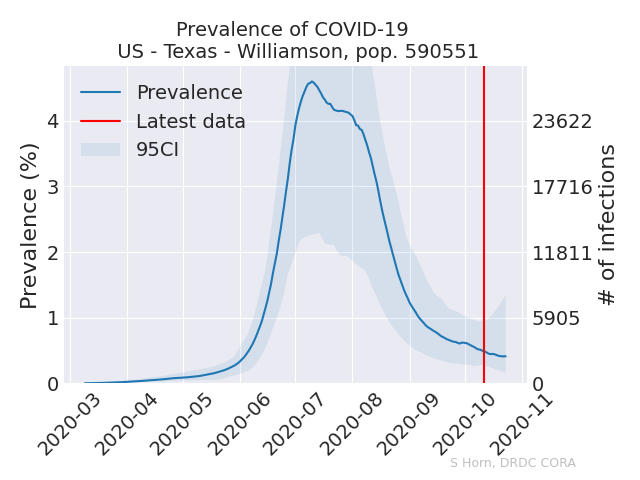 Prevalence of COVID-19
US - Texas - Williamson, pop. 590551
Prevalence
Latest data
95CI
Prevalence (%)
4
3
2
1
0
23622
17716
11811
5905
0
# of infections
2020-03
2020-04
2020-05
2020-06
2020-07
2020-08
2020-09
2020-10
2020-11
S Horn, DRDC CORA